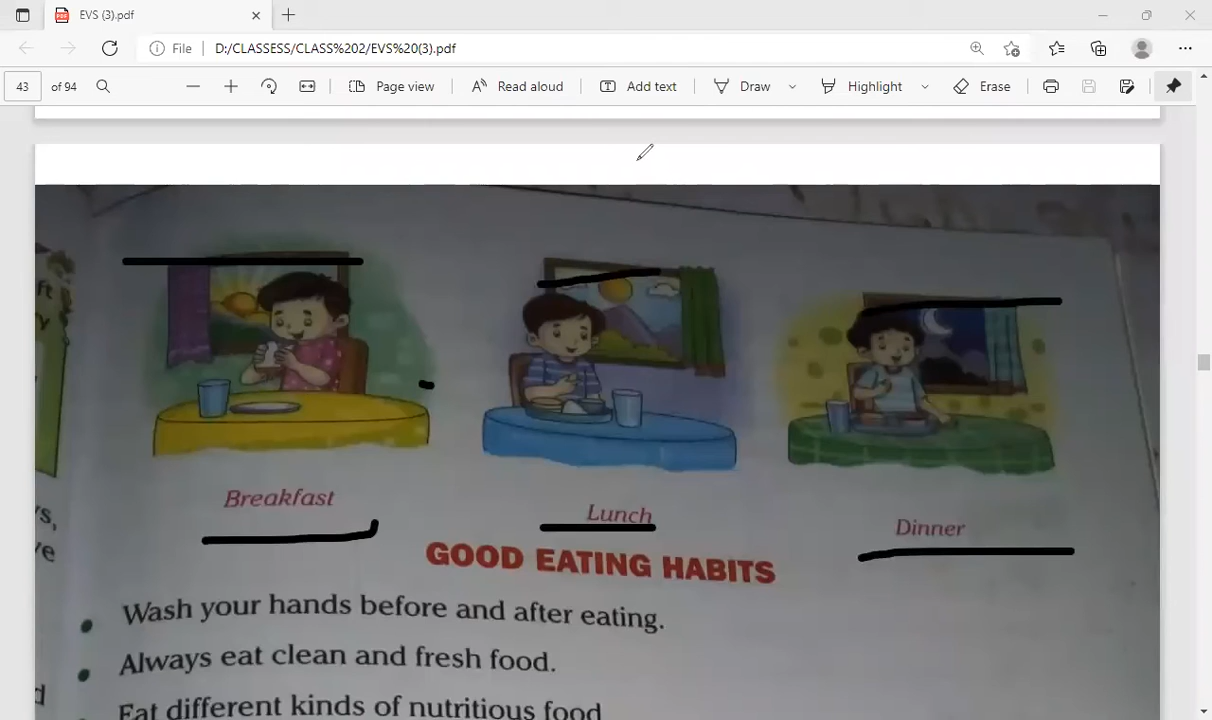 EVS (3).pdf
File
D:/CLASSESS/CLASS%202/EVS%20(3).pdf
43 of 94
Page view
Read aloud
Add text
Draw
Highlight
Erase
Breakfast
Lunch
Dinner
GOOD EATING HABITS
Wash your hands before and after eating.
Always eat clean and fresh food.
Eat different kinds of nutritious food